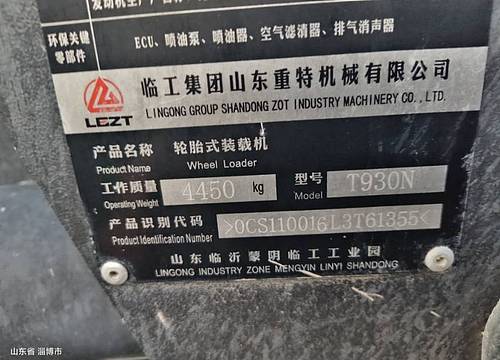 环保关键
零部件
ECU、喷油泵、喷油器、空气滤清器、排气消声器
LGZT
临工集团山东重特机械有限公司
LINGONG GROUP SHANDONG ZOT INDUSTRY MACHINERY CO., LTD.
产品名称 轮胎式装载机
Product Name Wheel Loader
工作质量 4450 kg 型号 T930N
Operating Weight Model
产品识别代码 >0CS110016L3T61355<
Product Identification Number
山东临沂蒙阴临工工业园
LINGONG INDUSTRY ZONE MENGYIN LINYI SHANDONG
山东省 淄博市